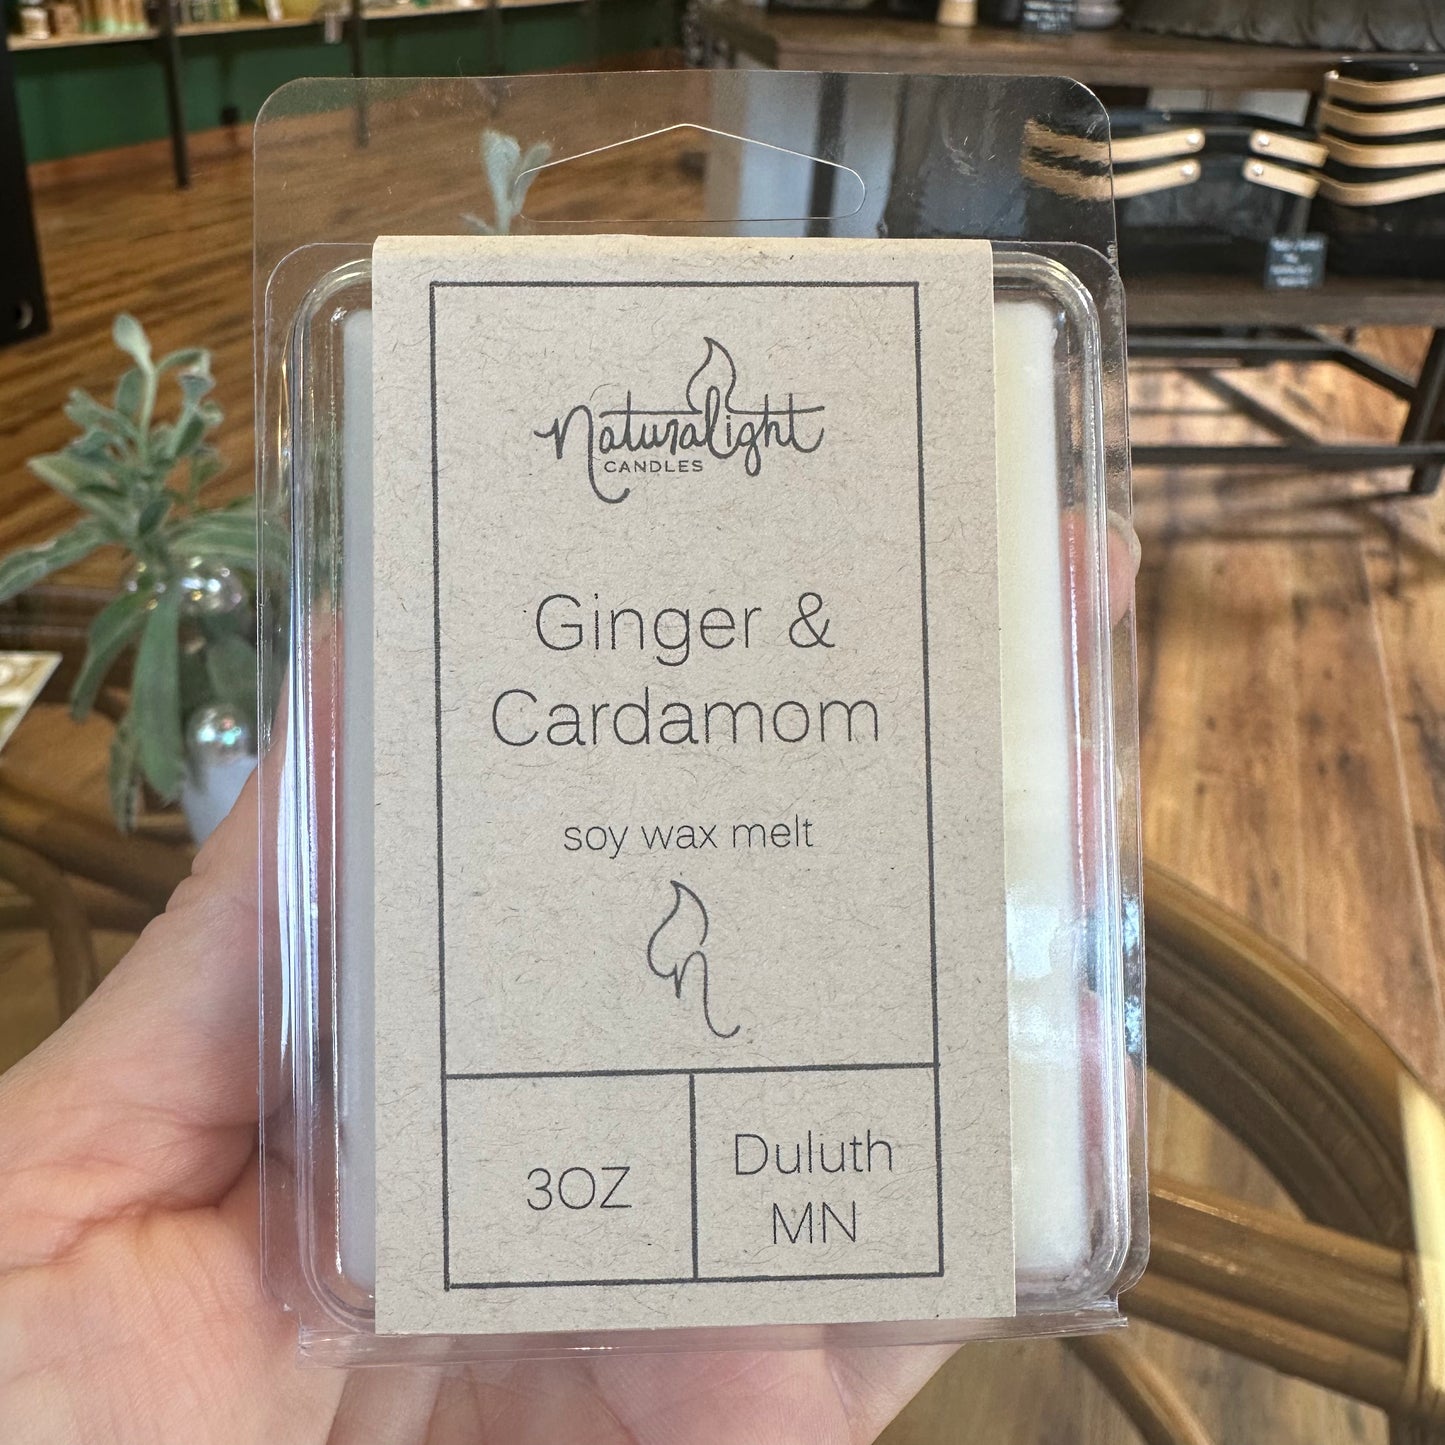 Naturalight
CANDLES
Ginger &
Cardamom
soy wax melt
n
3OZ
Duluth
MN